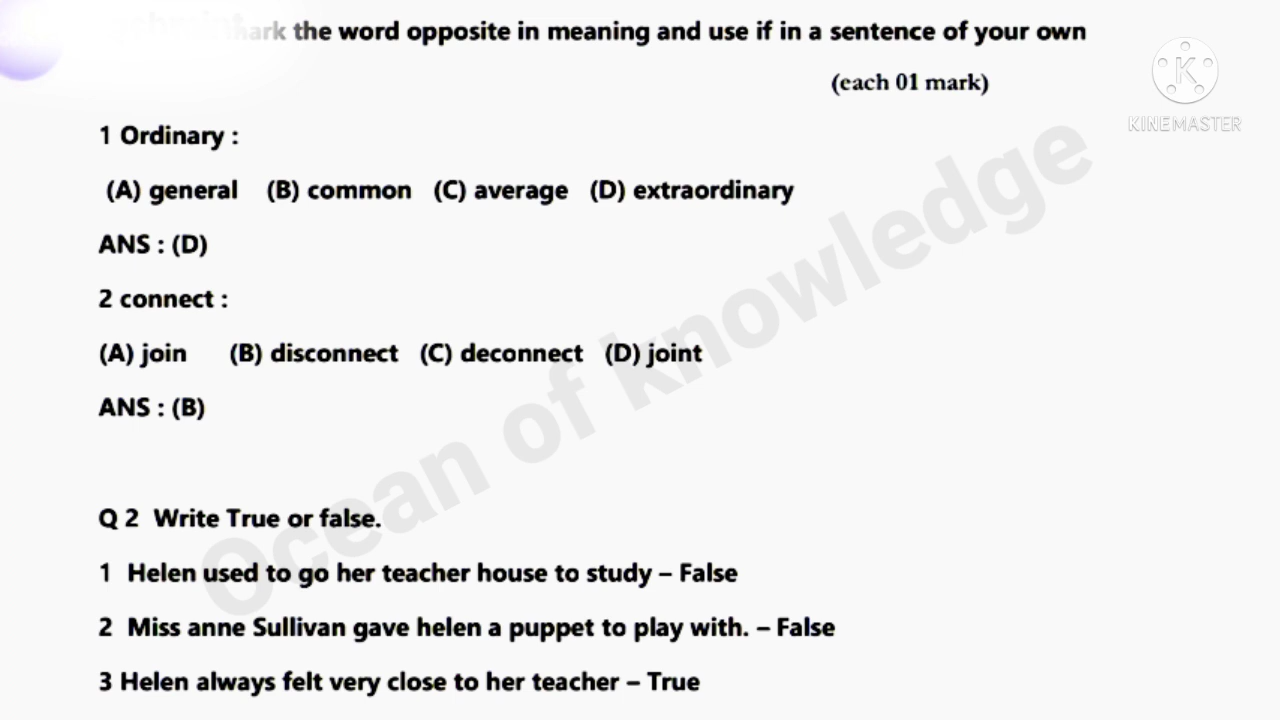 the word opposite in meaning and use if in a sentence of your own
(each 01 mark)
KINEMASTER
1 Ordinary :
(A) general (B) common (C) average (D) extraordinary
ANS : (D)
2 connect :
(A) join (B) disconnect (C) deconnect (D) joint
ANS : (B)
Ocean of knowledge
Q 2 Write True or false.
1 Helen used to go her teacher house to study – False
2 Miss anne Sullivan gave helen a puppet to play with. – False
3 Helen always felt very close to her teacher – True